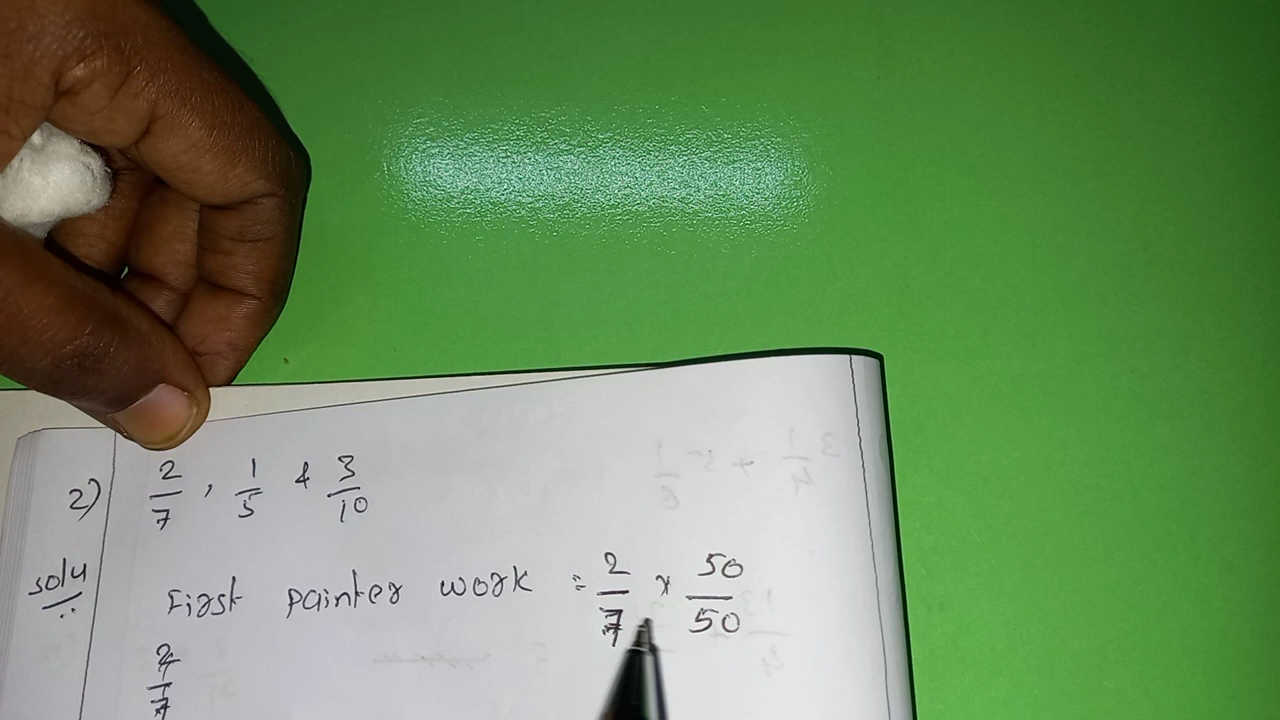 2) 2/7 , 1/5 & 3/10
Solu First painter work = 2/7 x 50/50
2/7